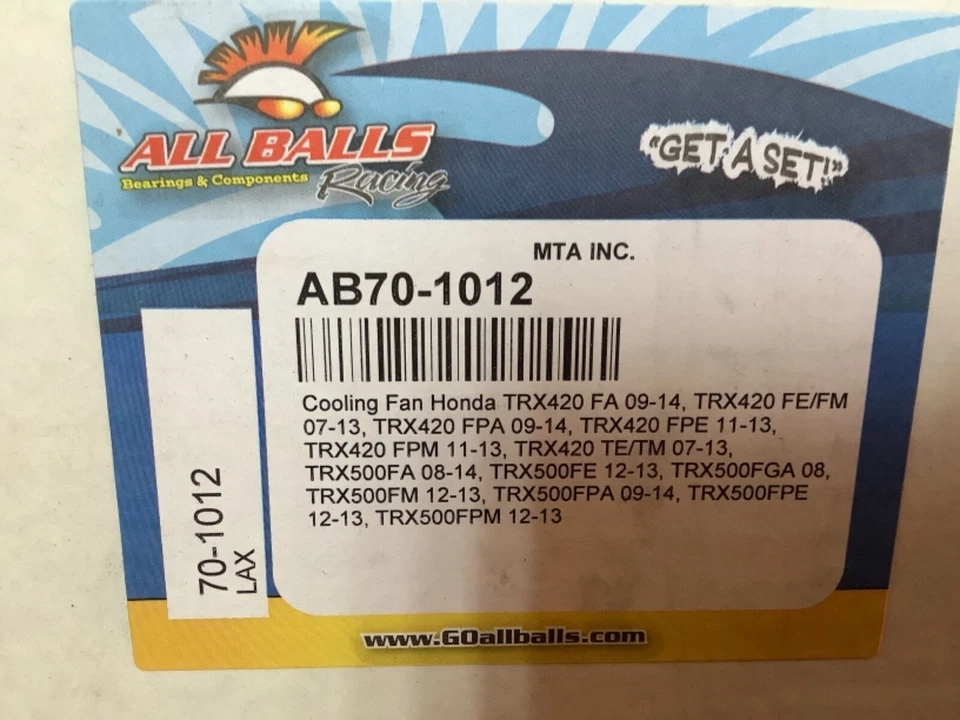 ALL BALLS
Bearings & Components Racing
"GET A SET!"
MTA INC.
AB70-1012
Cooling Fan Honda TRX420 FA 09-14, TRX420 FE/FM
07-13, TRX420 FPA 09-14, TRX420 FPE 11-13,
TRX420 FPM 11-13, TRX420 TE/TM 07-13,
TRX500FA 08-14, TRX500FE 12-13, TRX500FGA 08,
TRX500FM 12-13, TRX500FPA 09-14, TRX500FPE
12-13, TRX500FPM 12-13
70-1012
LAX
www.GOallballs.com